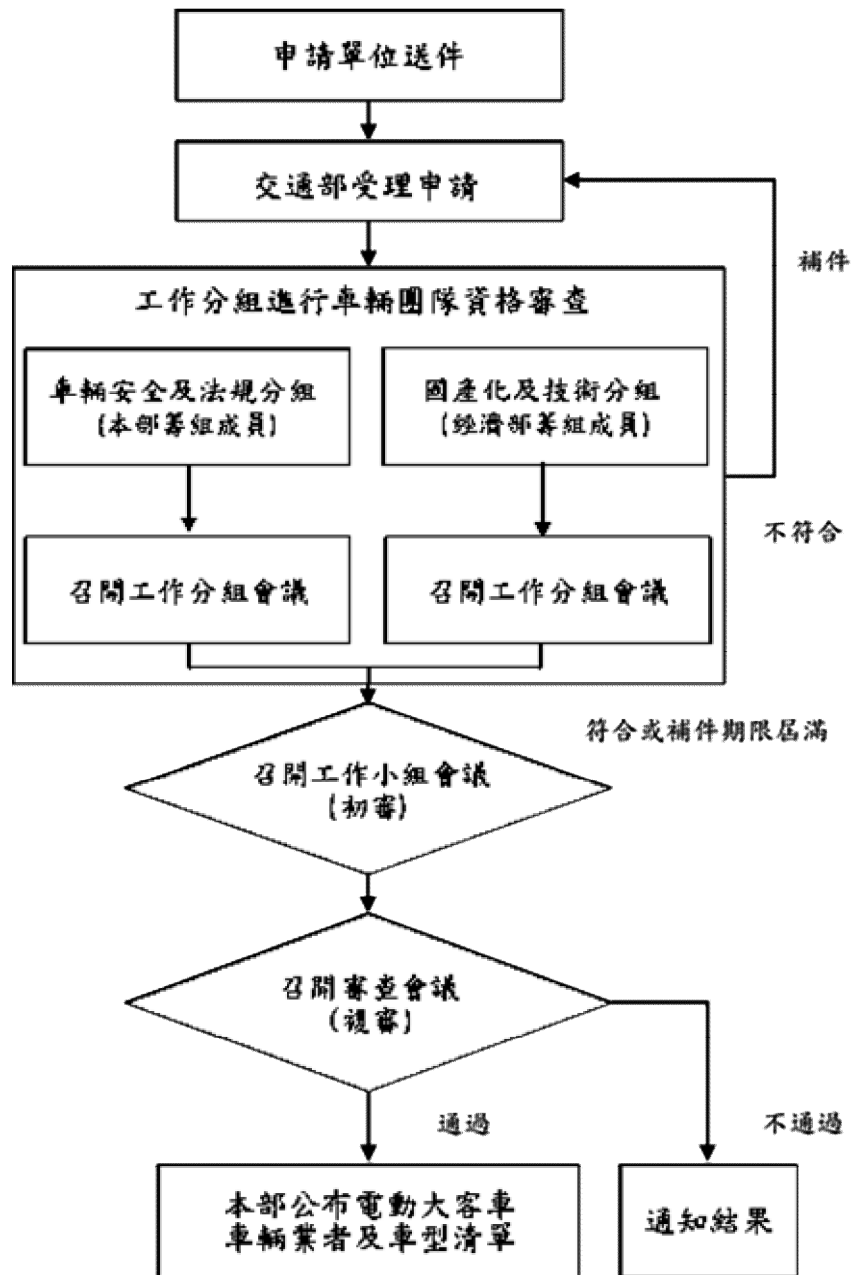 申請單位送件
交通部受理申請
補件
工作分組進行車輛團隊資格審查
車輛安全及法規分組
(本部籌組成員)
國產化及技術分組
(經濟部籌組成員)
不符合
召開工作分組會議
召開工作分組會議
符合或補件期限屆滿
召開工作小組會議
(初審)
召開審查會議
(複審)
通過
不通過
本部公布電動大客車
車輛業者及車型清單
通知結果